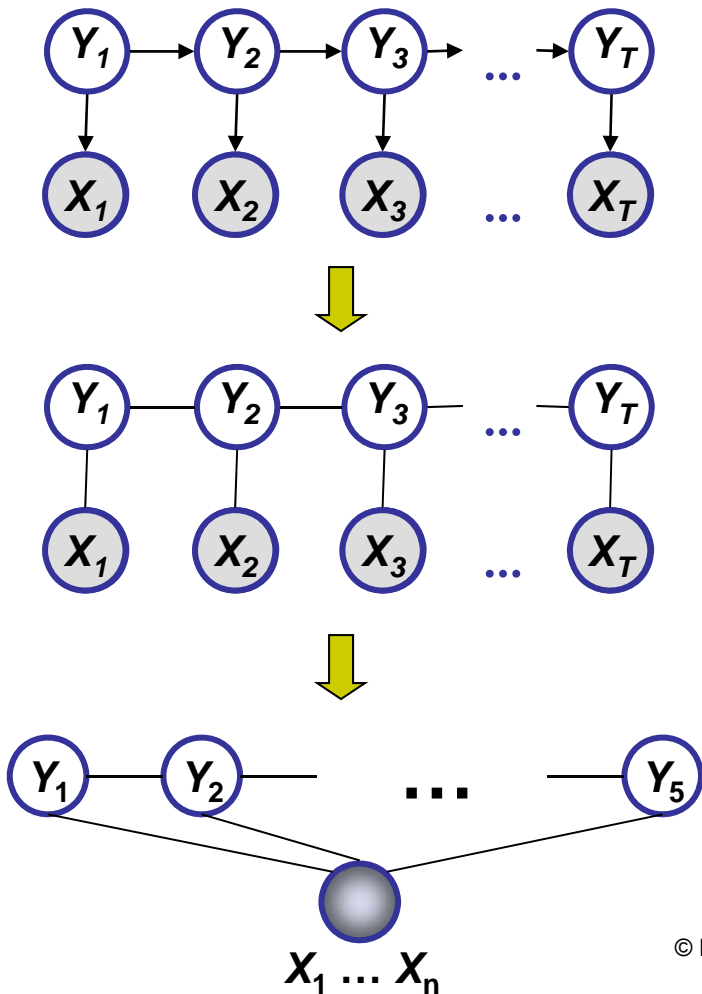 Y1 Y2 Y3 ... YT
X1 X2 X3 ... XT
Y1 Y2 Y3 ... YT
X1 X2 X3 ... XT
Y1 Y2 ... Y5
X1 ... Xn
©